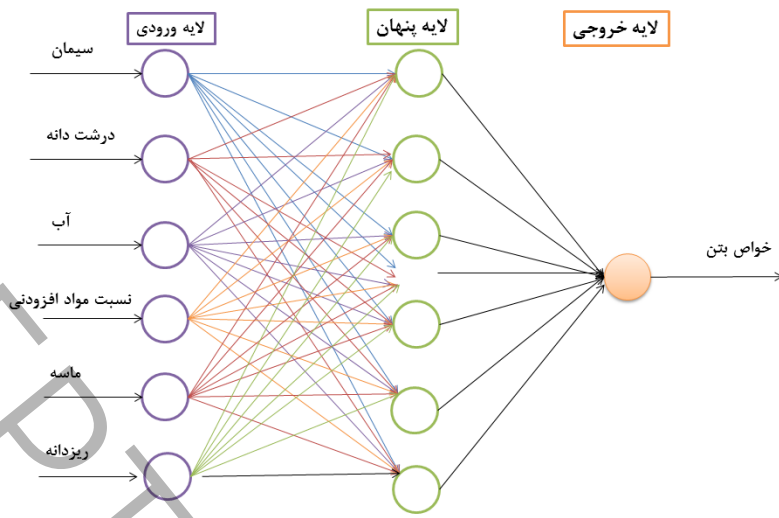 لایه ورودی
لایه پنهان
لایه خروجی
سیمان
درشت دانه
آب
نسبت مواد افزودنی
ماسه
ریزدانه
خواص بتن